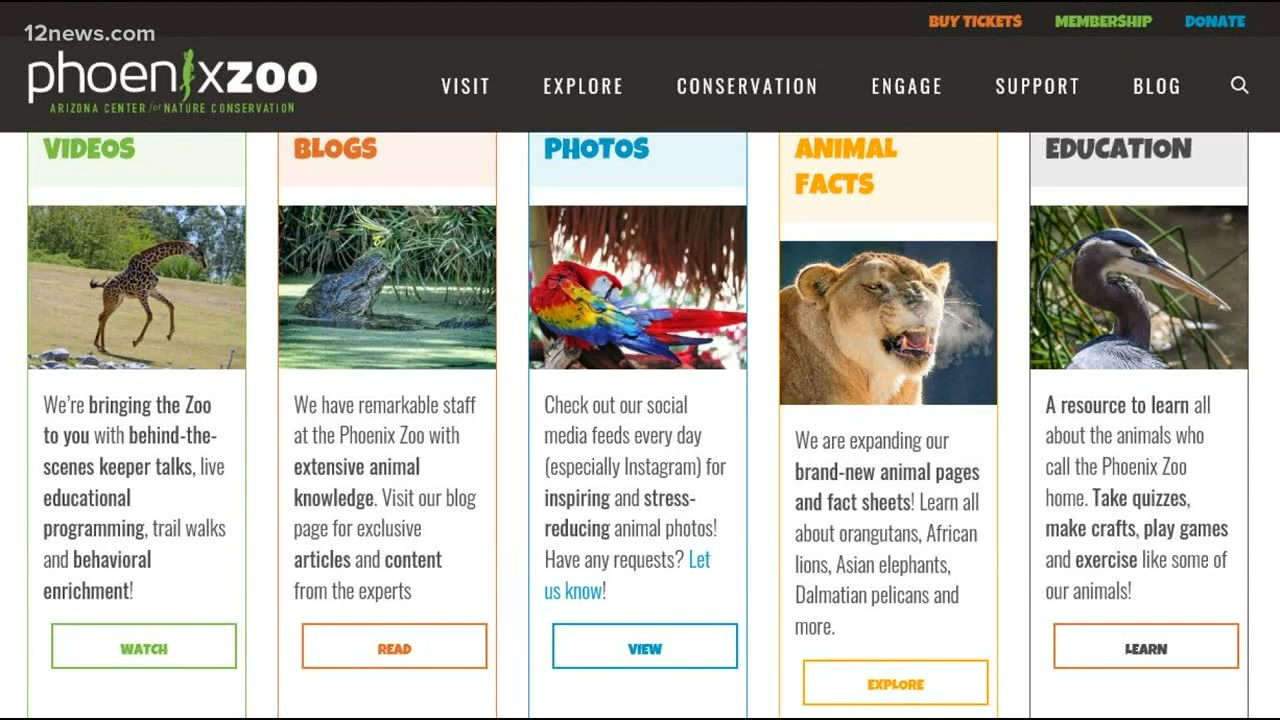 12news.com
BUY TICKETS MEMBERSHIP DONATE
phoenixzoo
ARIZONA CENTER for NATURE CONSERVATION
VISIT EXPLORE CONSERVATION ENGAGE SUPPORT BLOG
VIDEOS
We're bringing the Zoo
to you with behind-the-
scenes keeper talks, live
educational
programming, trail walks
and behavioral
enrichment!
WATCH
BLOGS
We have remarkable staff
at the Phoenix Zoo with
extensive animal
knowledge. Visit our blog
page for exclusive
articles and content
from the experts
READ
PHOTOS
Check out our social
media feeds every day
(especially Instagram) for
inspiring and stress-
reducing animal photos!
Have any requests? Let
us know!
VIEW
ANIMAL
FACTS
We are expanding our
brand-new animal pages
and fact sheets! Learn all
about orangutans, African
lions, Asian elephants,
Dalmatian pelicans and
more.
EXPLORE
EDUCATION
A resource to learn all
about the animals who
call the Phoenix Zoo
home. Take quizzes,
make crafts, play games
and exercise like some of
our animals!
LEARN